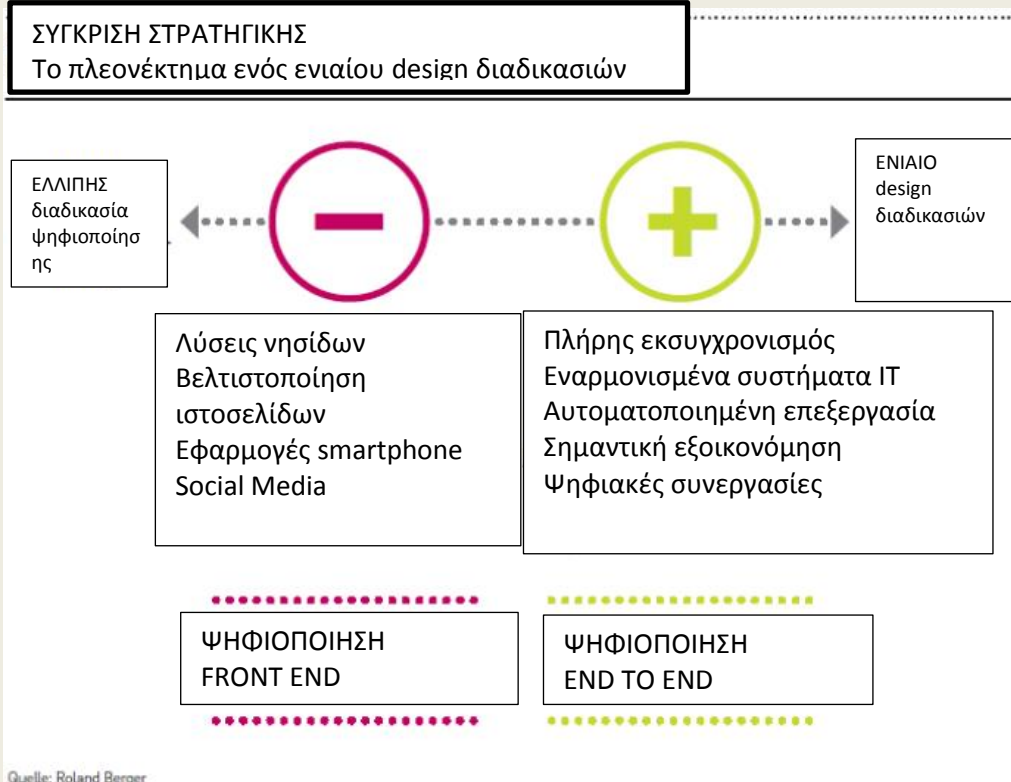 ΣΥΓΚΡΙΣΗ ΣΤΡΑΤΗΓΙΚΗΣ
Το πλεονέκτημα ενός ενιαίου design διαδικασιών
ΕΛΛΙΠΗΣ
διαδικασία
ψηφιοποίησ
ης
ΕΝΙΑΙΟ
design
διαδικασιών
Λύσεις νησίδων
Βελτιστοποίηση
ιστοσελίδων
Εφαρμογές smartphone
Social Media
Πλήρης εκσυγχρονισμός
Εναρμονισμένα συστήματα ΙΤ
Αυτοματοποιημένη επεξεργασία
Σημαντική εξοικονόμηση
Ψηφιακές συνεργασίες
ΨΗΦΙΟΠΟΙΗΣΗ
FRONT END
ΨΗΦΙΟΠΟΙΗΣΗ
END TO END
Quelle: Roland Berger